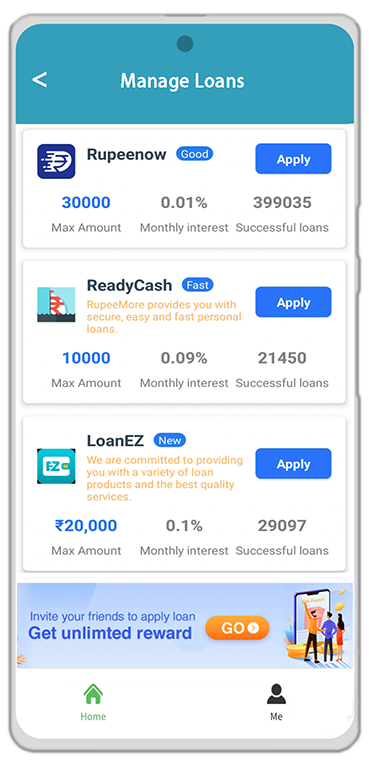 <
Manage Loans
Rupeenow Good
Apply
30000 0.01% 399035
Max Amount Monthly interest Successful loans
ReadyCash Fast
RupeeMore provides you with
secure, easy and fast personal
loans.
Apply
10000 0.09% 21450
Max Amount Monthly interest Successful loans
EZ
LoanEZ New
We are committed to providing
you with a variety of loan
products and the best quality
services.
Apply
₹20,000 0.1% 29097
Max Amount Monthly interest Successful loans
Invite your friends to apply loan
Get unlimted reward
GO
Home Me